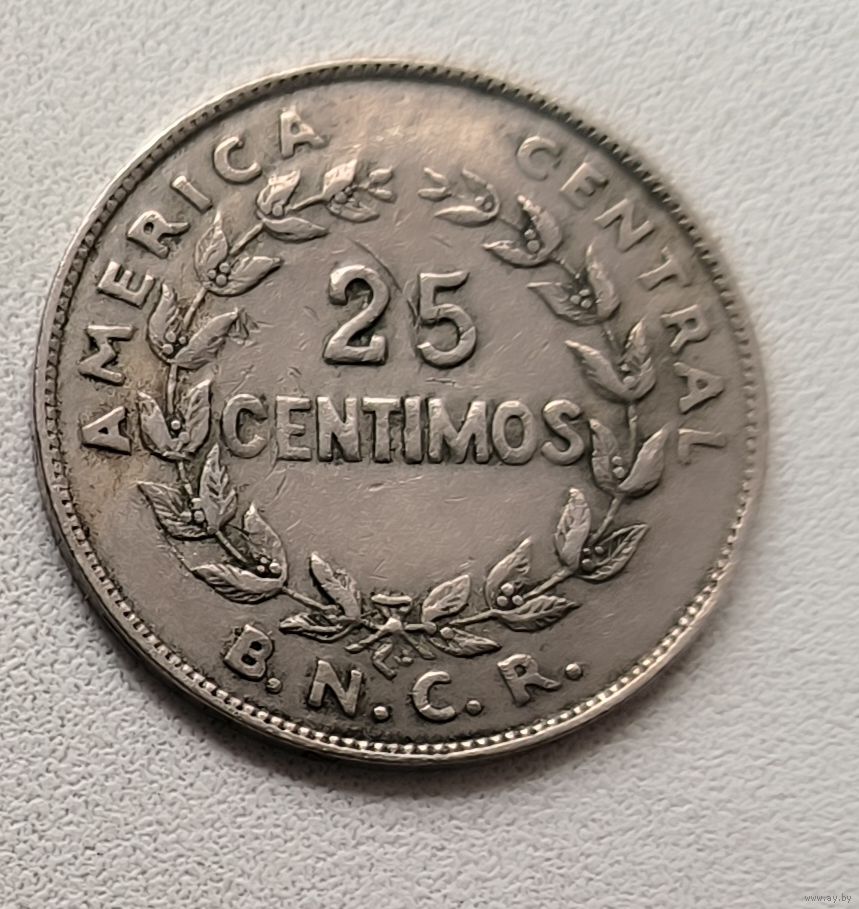 AMERICA CENTRAL
25
CENTIMOS
B.N.C.R.
www.ay.by